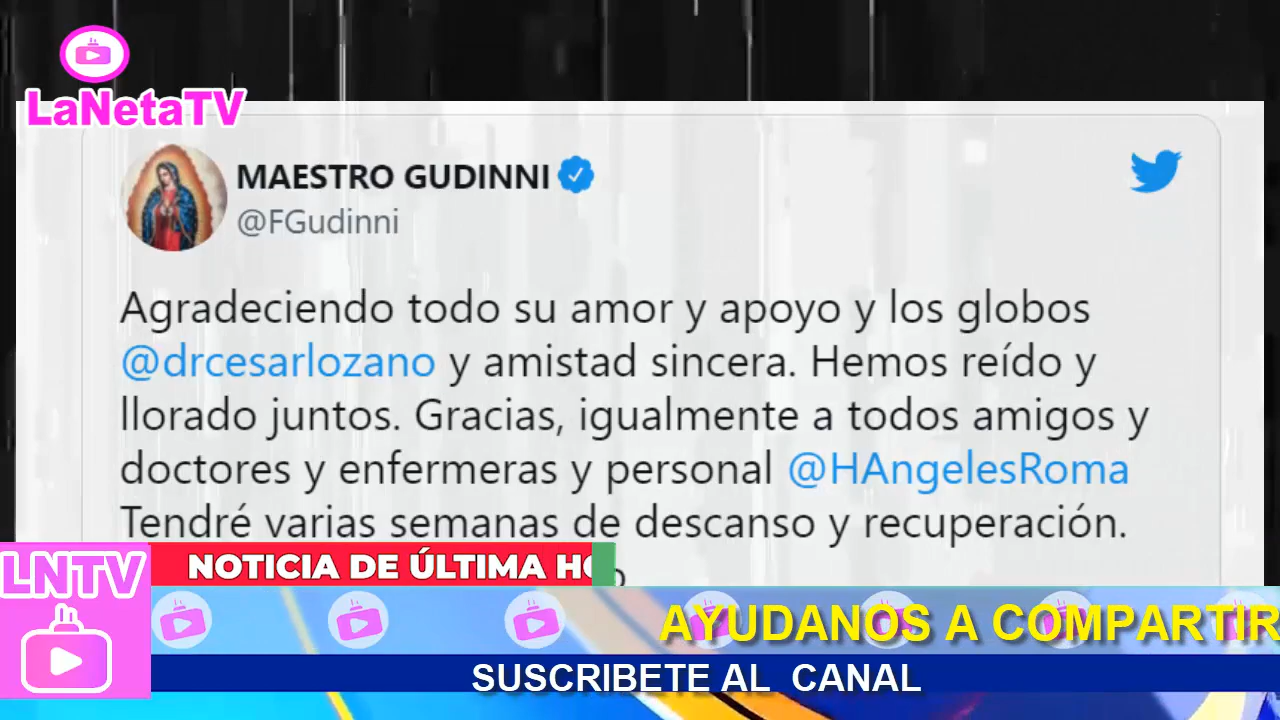 LaNetaTV
MAESTRO GUDINNI
@FGudinni
Agradeciendo todo su amor y apoyo y los globos
@drcesarlozano y amistad sincera. Hemos reído y
llorado juntos. Gracias, igualmente a todos amigos y
doctores y enfermeras y personal @HAngelesRoma
Tendré varias semanas de descanso y recuperación.
LNTV
NOTICIA DE ÚLTIMA
AYUDANOS A COMPARTIR
SUSCRIBETE AL CANAL